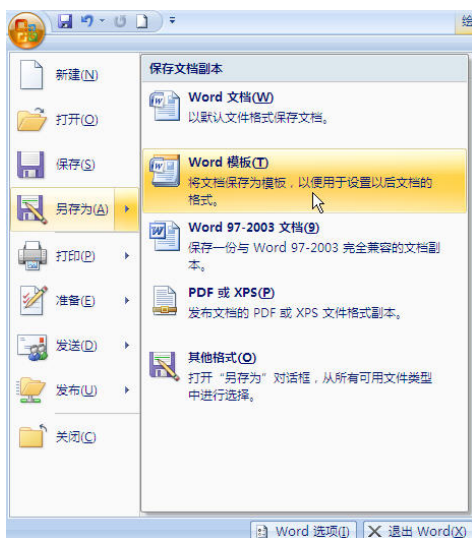 绘
新建(N)
打开(O)
保存(S)
另存为(A)
打印(P)
准备(E)
发送(D)
发布(U)
关闭(C)
保存文档副本
Word 文档(W)
以默认文件格式保存文档。
Word 模板(T)
将文档保存为模板，以便用于设置以后文档的
格式。
Word 97-2003 文档(9)
保存一份与 Word 97-2003 完全兼容的文档副
本。
PDF 或 XPS(P)
发布文档的 PDF 或 XPS 文件格式副本。
其他格式(O)
打开“另存为”对话框，从所有可用文件类型
中进行选择。
Word 选项(I)
退出 Word(X)